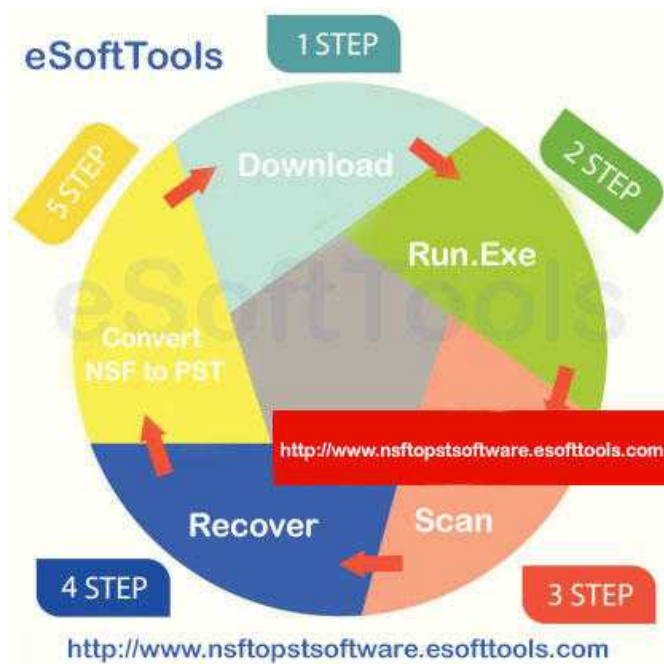 eSoftTools
1 STEP
2 STEP
5 STEP
Download
Run.Exe
eSoftTools
Convert
NSF to PST
http://www.nsftopstsoftware.esofttools.com
Recover
Scan
4 STEP
3 STEP
http://www.nsftopstsoftware.esofttools.com